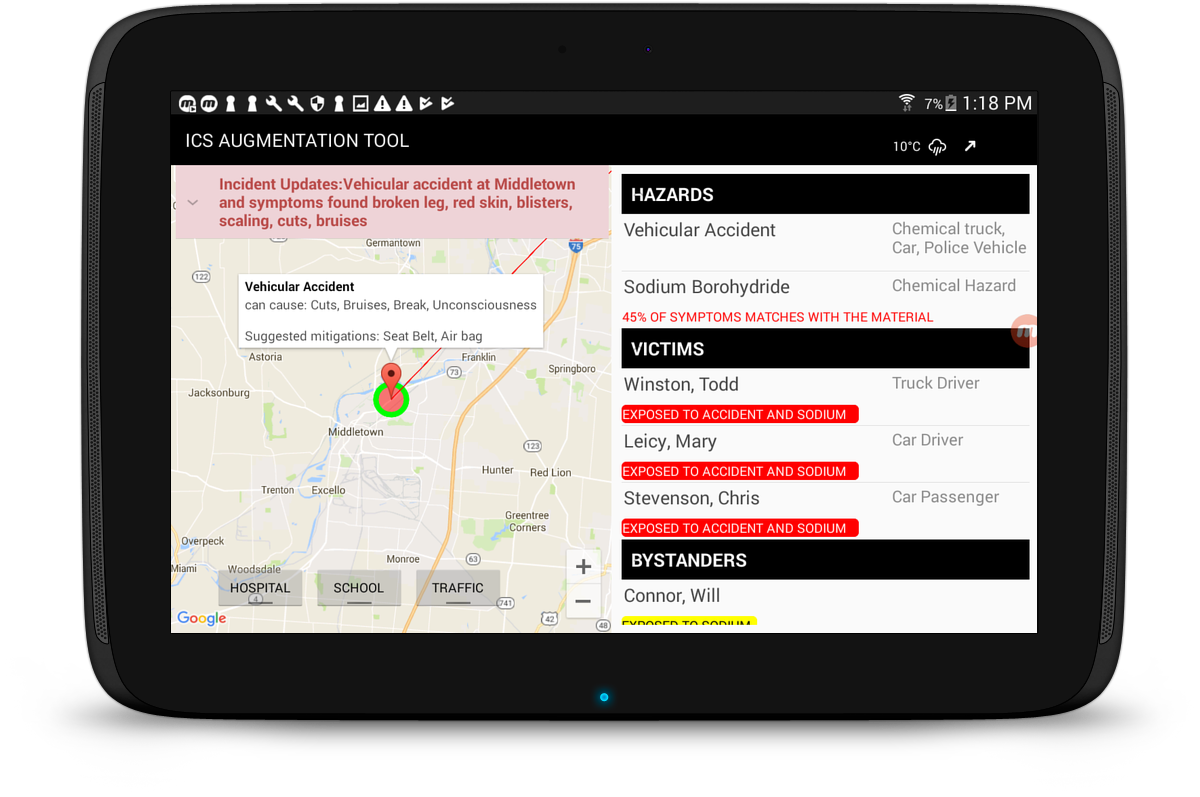 7% 1:18 PM
ICS AUGMENTATION TOOL
10°C
Incident Updates:Vehicular accident at Middletown
and symptoms found broken leg, red skin, blisters,
scaling, cuts, bruises
Germantown
75
122
Vehicular Accident
can cause: Cuts, Bruises, Break, Unconsciousness
Suggested mitigations: Seat Belt, Air bag
Astoria
Franklin
73
Springboro
Jacksonburg
Middletown
123
Hunter
Red Lion
Trenton
Excello
Greentree
Corners
Overpeck
Monroe
63
Miami
Woodsdale
+
HOSPITAL
SCHOOL
TRAFFIC
4
741
−
Google
42
48
HAZARDS
Vehicular Accident
Chemical truck,
Car, Police Vehicle
Sodium Borohydride
Chemical Hazard
45% OF SYMPTOMS MATCHES WITH THE MATERIAL
m
VICTIMS
Winston, Todd
Truck Driver
EXPOSED TO ACCIDENT AND SODIUM
Leicy, Mary
Car Driver
EXPOSED TO ACCIDENT AND SODIUM
Stevenson, Chris
Car Passenger
EXPOSED TO ACCIDENT AND SODIUM
BYSTANDERS
Connor, Will
EXPOSED TO SODIUM